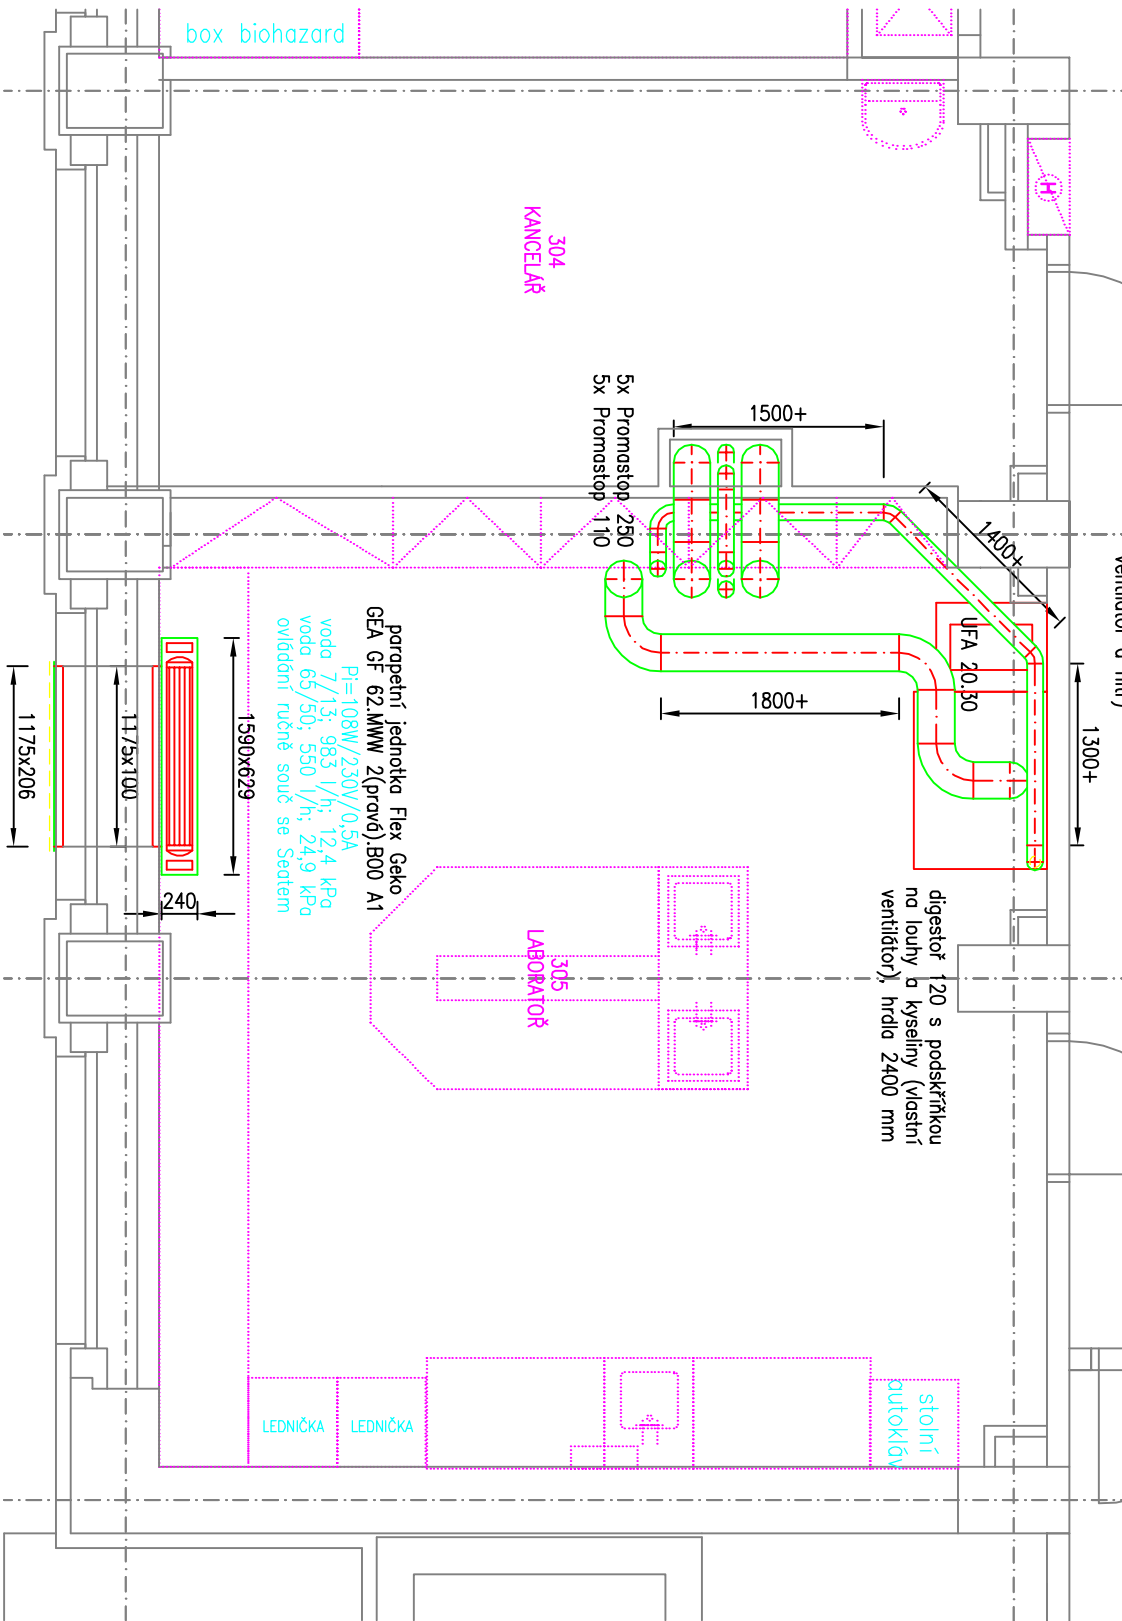 box biohazard
H
304
KANCELÁŘ
5x Promastop 250
5x Promastop 110
1500+
1400+
ventilátor a filtr)
UFA 20.30
1300+
1800+
parapetní jednotka Flex Geko
GEA GF 62.MWW 2(pravá).B00 A1
Pi=108W/230V/0,5A
voda 7/13; 983 l/h; 12,4 kPa
voda 65/50; 550 l/h; 24,9 kPa
ovládání ručně souč se Seatem
1590x629
1175x100
1175x206
240
digestoř 120 s podskříňkou
na louhy a kyseliny (vlastní
ventilátor), hrdla 2400 mm
305
LABORATOŘ
LEDNIČKA
LEDNIČKA
stolní
autokláv